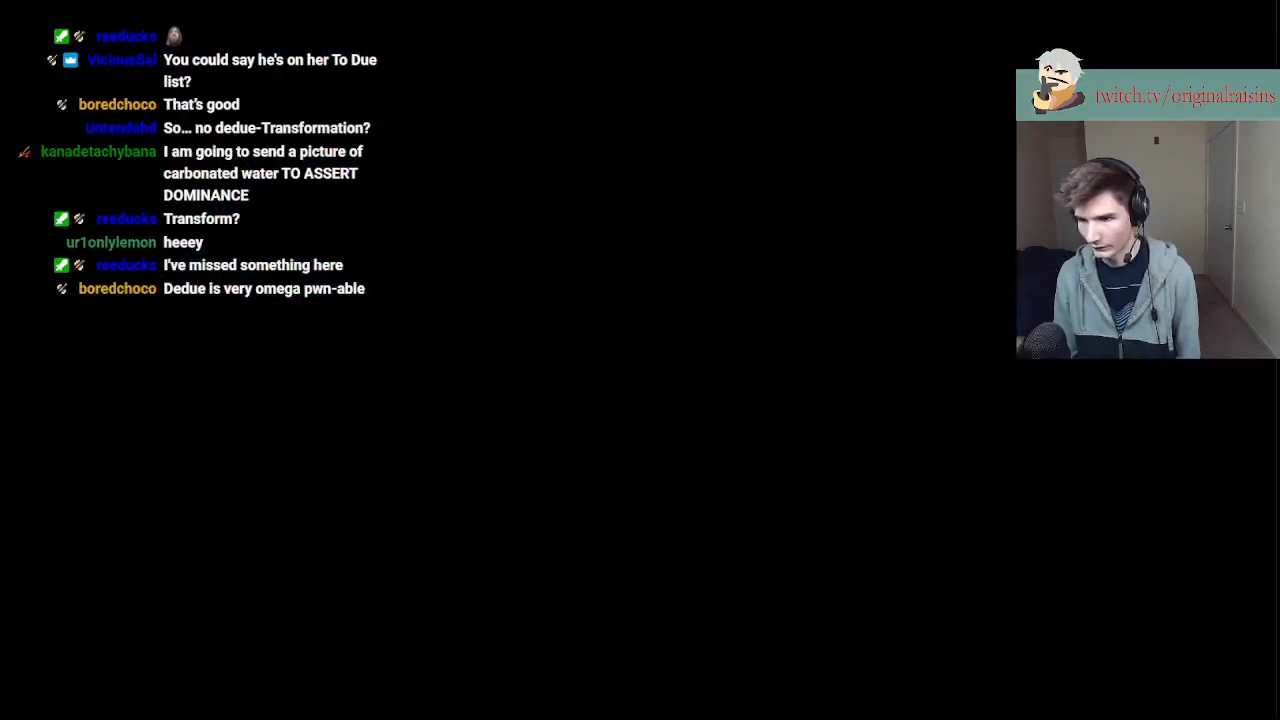 reeducks
ViciousSal You could say he's on her To Due
list?
boredchoco That's good
Untendohd So... no dedue-Transformation?
kanadetachybana I am going to send a picture of
carbonated water TO ASSERT
DOMINANCE
reeducks Transform?
ur1onlylemon heeey
reeducks I've missed something here
boredchoco Dedue is very omega pwn-able
twitch.tv/originalraisins